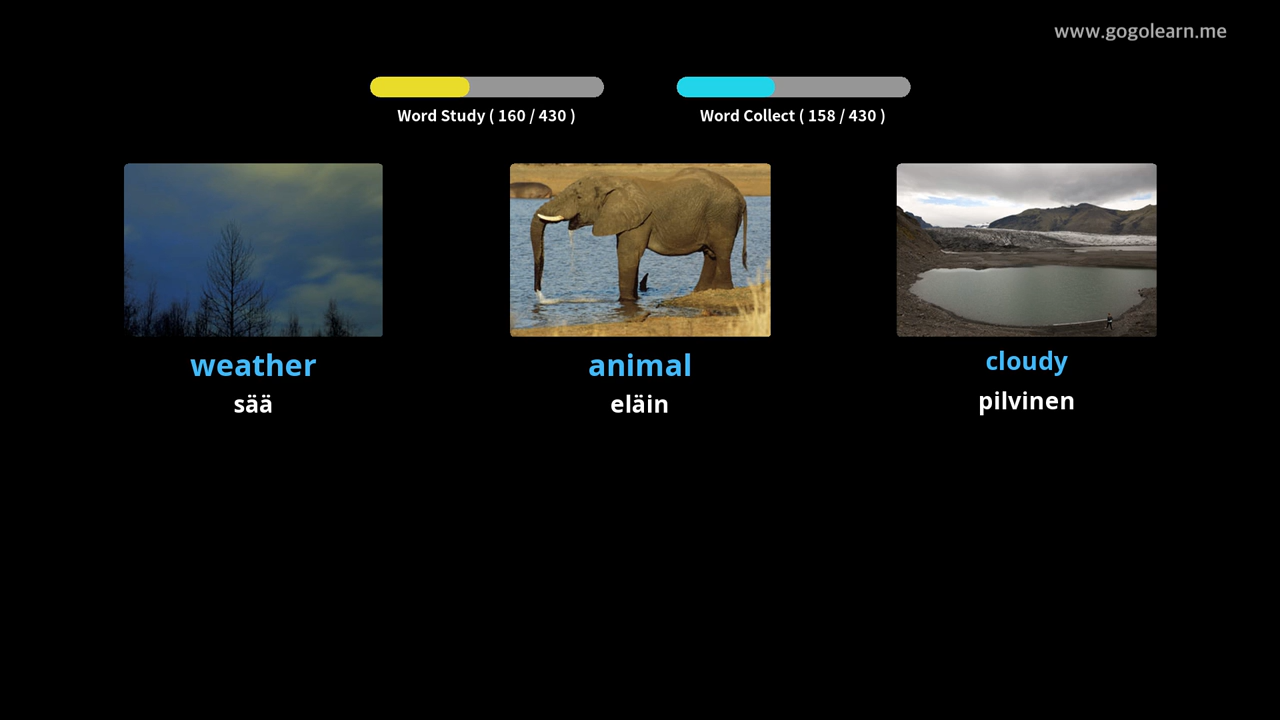 www.gogolearn.me
Word Study ( 160 / 430 )
Word Collect ( 158 / 430 )
weather
sää
animal
eläin
cloudy
pilvinen